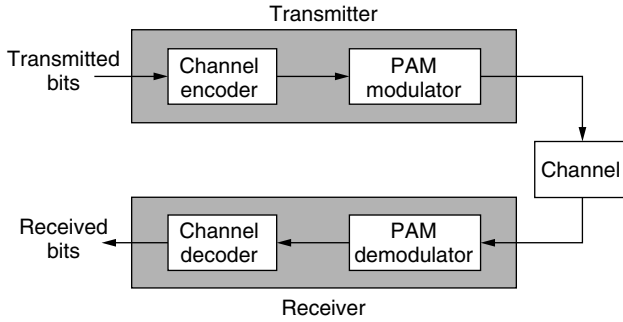 Transmitter
Transmitted
bits
Channel
encoder
PAM
modulator
Channel
Received
bits
Channel
decoder
PAM
demodulator
Receiver